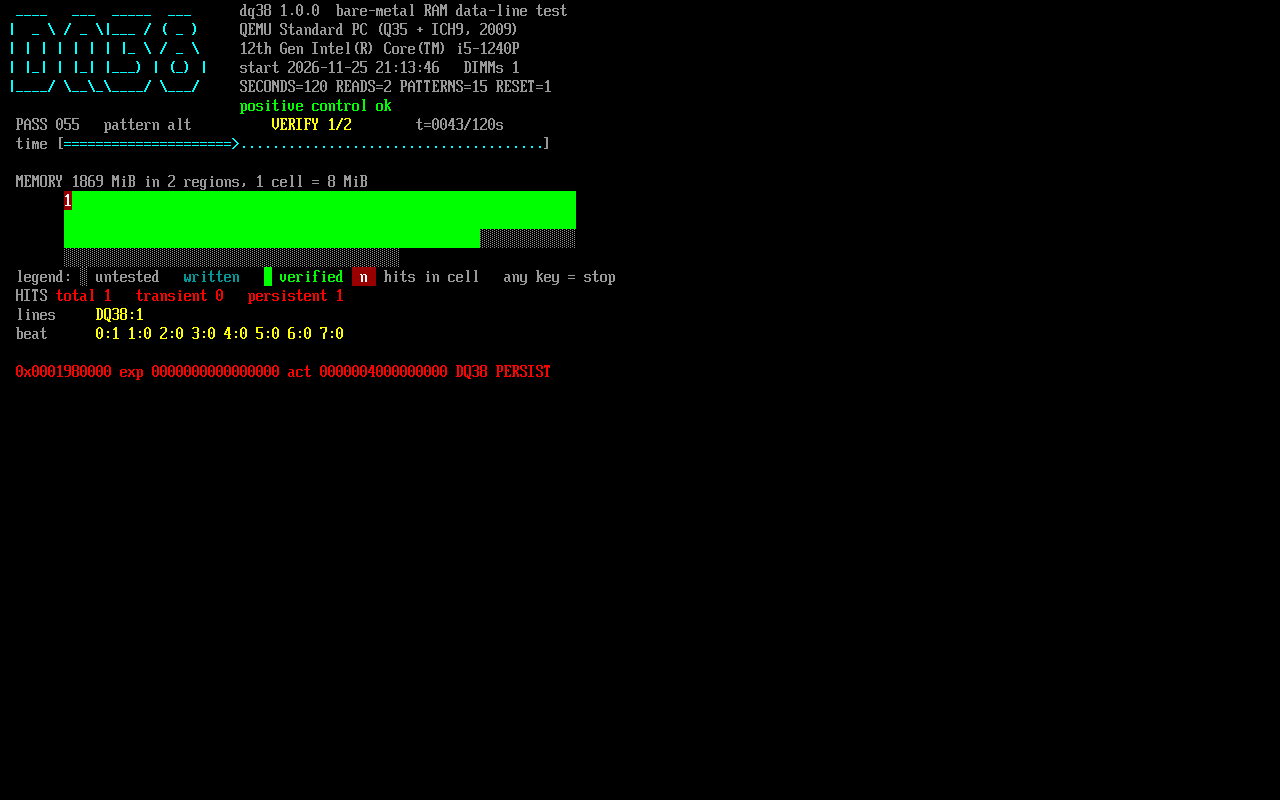 dq38 1.0.0 bare-metal RAM data-line test
QEMU Standard PC (Q35 + ICH9, 2009)
12th Gen Intel(R) Core(TM) i5-1240P
start 2026-11-25 21:13:46 DIMMs 1
SECONDS=120 READS=2 PATTERNS=15 RESET=1
positive control ok
PASS 055 pattern alt VERIFY 1/2 t=0043/120s
time [=====================>......................................]
MEMORY 1869 MiB in 2 regions, 1 cell = 8 MiB
1
legend: untested written verified n hits in cell any key = stop
HITS total 1 transient 0 persistent 1
lines DQ38:1
beat 0:1 1:0 2:0 3:0 4:0 5:0 6:0 7:0
0x0001980000 exp 0000000000000000 act 0000004000000000 DQ38 PERSIST